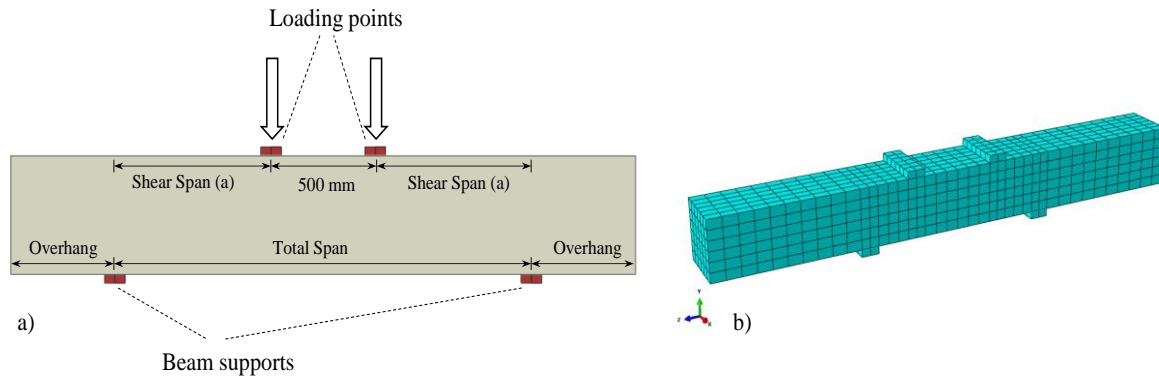 Loading points
Shear Span (a)
500 mm
Shear Span (a)
Overhang
Total Span
Overhang
a)
Beam supports
Y
Z
X
b)